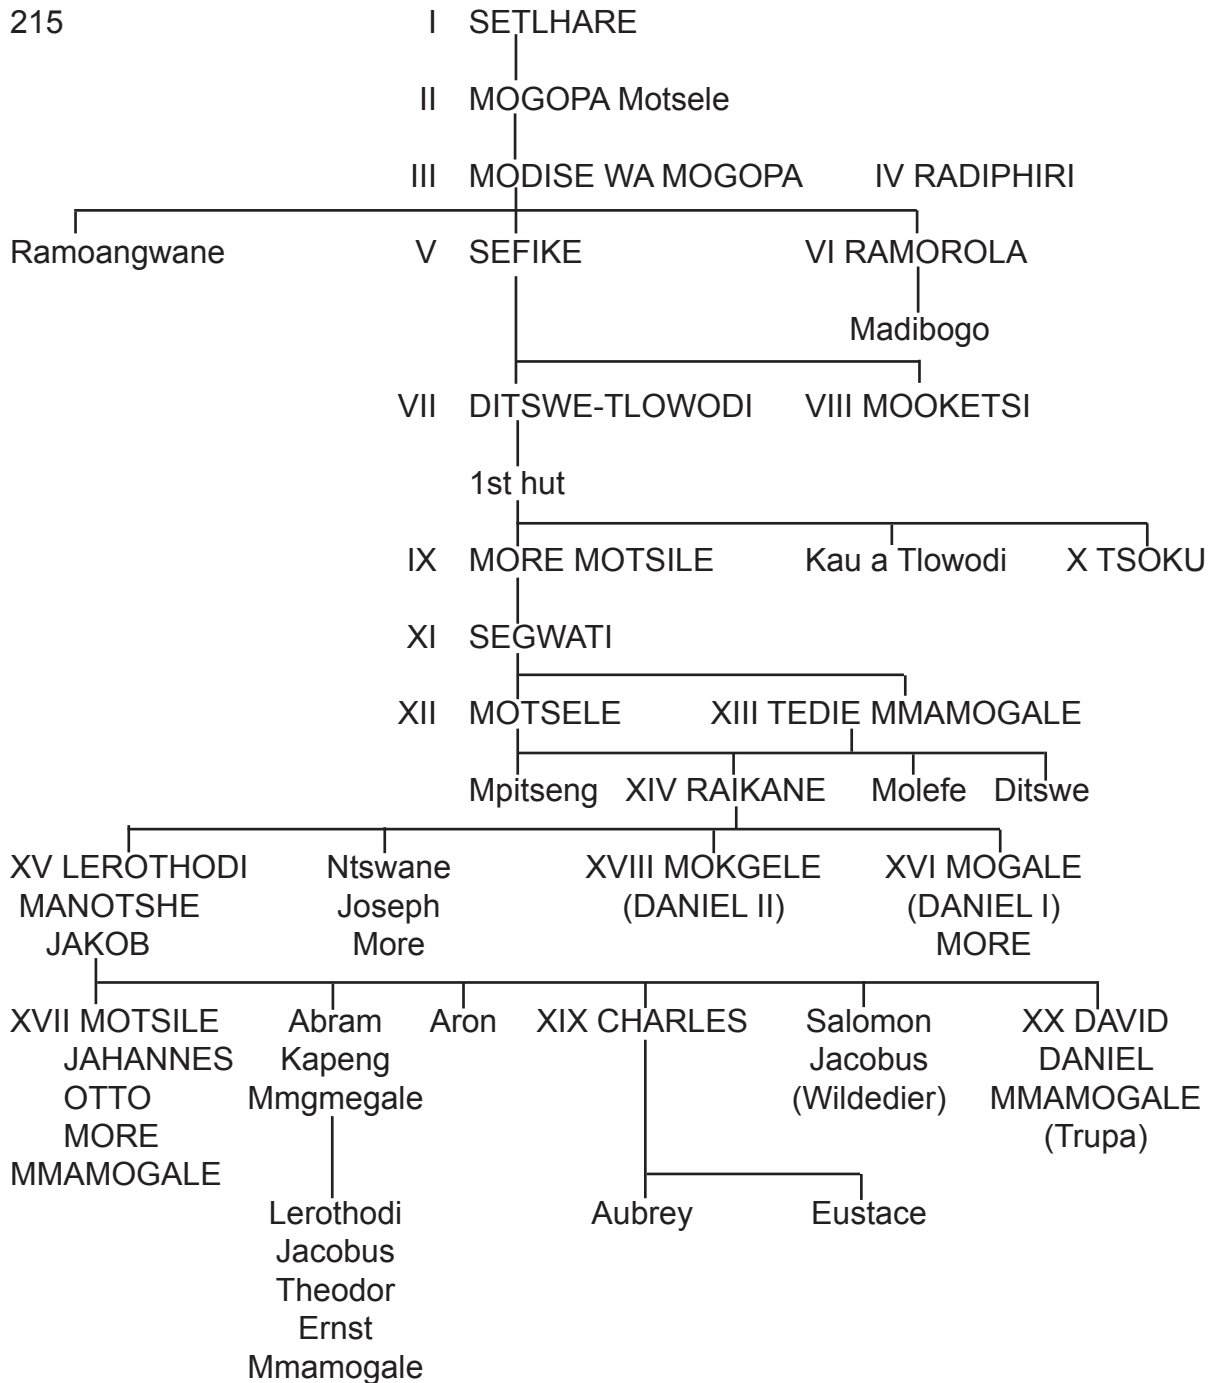 215
I SETLHARE
II MOGOPA Motsele
III MODISE WA MOGOPA IV RADIPHIRI
Ramoangwane V SEFIKE VI RAMOROLA
Madibogo
VII DITSWE-TLOWODI VIII MOOKETSI
1st hut
IX MORE MOTSILE Kau a Tlowodi X TSOKU
XI SEGWATI
XII MOTSELE XIII TEDIE MMAMOGALE
Mpitseng XIV RAIKANE Molefe Ditswe
XV LEROTHODI Ntswane XVIII MOKGELE XVI MOGALE
MANOTSHE Joseph (DANIEL II) (DANIEL I)
JAKOB More MORE
XVII MOTSILE Abram Aron XIX CHARLES Salomon XX DAVID
JAHANNES Kapeng Jacobus DANIEL
OTTO Mmgmegale (Wildedier) MMAMOGALE
MORE (Trupa)
MMAMOGALE
Lerothodi Aubrey Eustace
Jacobus
Theodor
Ernst
Mmamogale